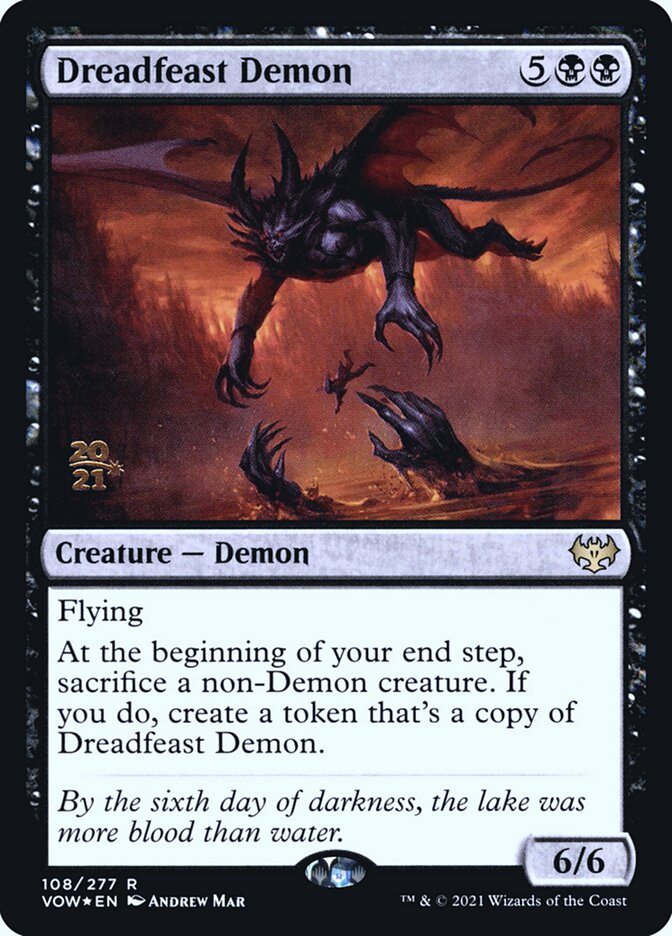 Dreadfeast Demon 5
20
21
Creature — Demon
Flying
At the beginning of your end step,
sacrifice a non-Demon creature. If
you do, create a token that's a copy of
Dreadfeast Demon.
By the sixth day of darkness, the lake was
more blood than water.
6/6
108/277 R
VOW★EN Andrew Mar
™ & © 2021 Wizards of the Coast